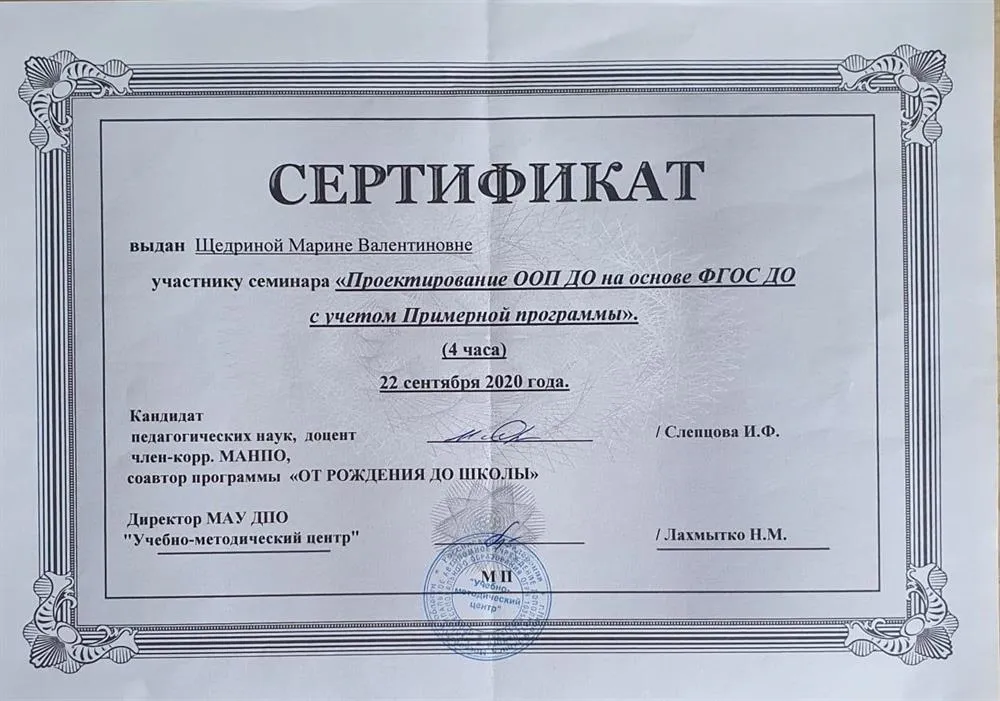 СЕРТИФИКАТ
выдан Щедриной Марине Валентиновне
участнику семинара «Проектирование ООП ДО на основе ФГОС ДО
с учетом Примерной программы».
(4 часа)
22 сентября 2020 года.
Кандидат
педагогических наук, доцент
/ Слепцова И.Ф.
член-корр. МАНПО,
соавтор программы «ОТ РОЖДЕНИЯ ДО ШКОЛЫ»
Директор МАУ ДПО
"Учебно-методический центр"
/ Лахмытко Н.М.
МП
"Учебно-
методический
центр"